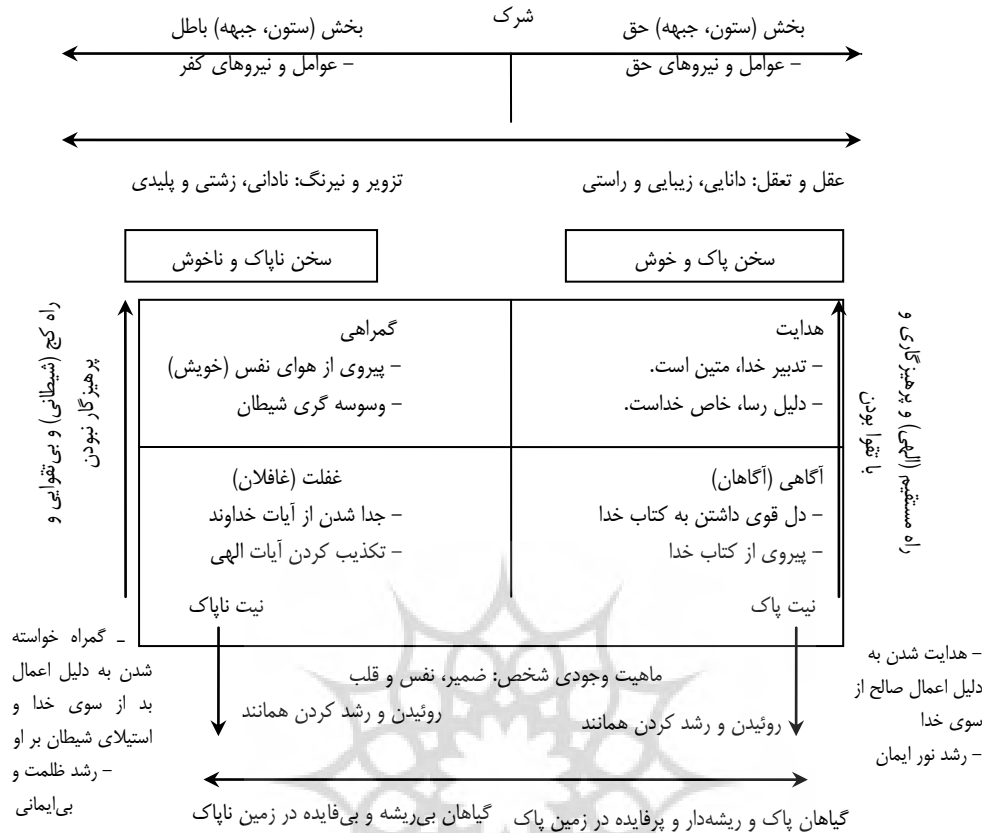 شرک
بخش (ستون، جبهه) حق
– عوامل و نیروهای حق
بخش (ستون، جبهه) باطل
– عوامل و نیروهای کفر
عقل و تعقل: دانایی، زیبایی و راستی
تزویر و نیرنگ: نادانی، زشتی و پلیدی
سخن پاک و خوش
سخن ناپاک و ناخوش
راه مستقیم (الهی) و پرهیزگاری و
با تقوا بودن
هدایت
– تدبیر خدا، متین است.
– دلیل رسا، خاص خداست.
گمراهی
– پیروی از هوای نفس (خویش)
– وسوسه گری شیطان
راه کج (شیطانی) و بی‌تقوایی و
پرهیزگار نبودن
آگاهی (آگاهان)
– دل قوی داشتن به کتاب خدا
– پیروی از کتاب خدا
نیت پاک
غفلت (غافلان)
– جدا شدن از آیات خداوند
– تکذیب کردن آیات الهی
نیت ناپاک
– هدایت شدن به
دلیل اعمال صالح از
سوی خدا
– رشد نور ایمان
ماهیت وجودی شخص: ضمیر، نفس و قلب
روئیدن و رشد کردن همانند
روئیدن و رشد کردن همانند
– گمراه خواسته
شدن به دلیل اعمال
بد از سوی خدا و
استیلای شیطان بر او
– رشد ظلمت و
بی‌ایمانی
گیاهان پاک و ریشه‌دار و پرفایده در زمین پاک
گیاهان بی‌ریشه و بی‌فایده در زمین ناپاک